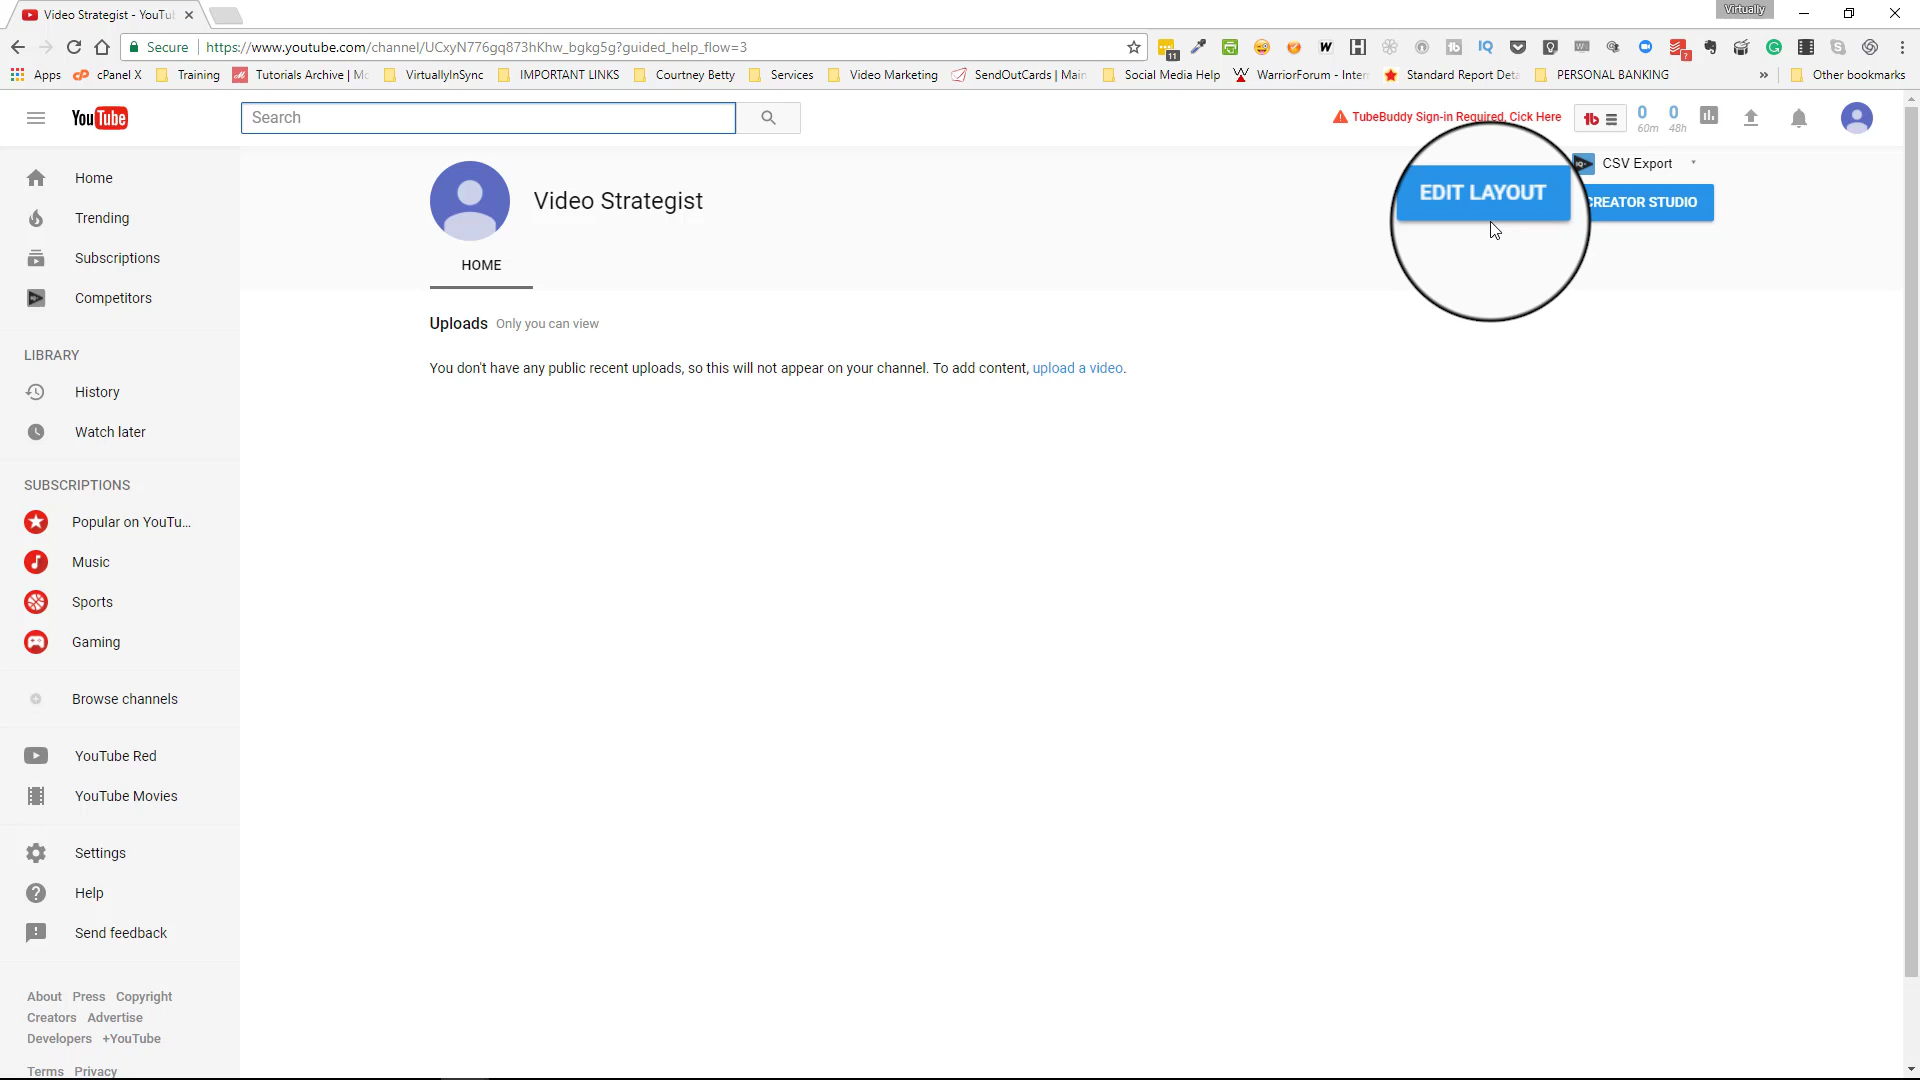 Video Strategist - YouTu
Virtually
Secure
https://www.youtube.com/channel/UCxyN776gq873hKhw_bgkg5g?guided_help_flow=3
11
W
H
IQ
?
Apps
cPanel X
Training
Tutorials Archive | Mo
VirtuallyInSync
IMPORTANT LINKS
Courtney Betty
Services
Video Marketing
SendOutCards | Main
Social Media Help
WarriorForum - Inter
Standard Report Deta
PERSONAL BANKING
»
Other bookmarks
YouTube
Search
TubeBuddy Sign-in Required, Click Here
tb
0
60m
0
48h
CSV Export
Video Strategist
EDIT LAYOUT
CREATOR STUDIO
HOME
Uploads Only you can view
You don't have any public recent uploads, so this will not appear on your channel. To add content, upload a video.
Home
Trending
Subscriptions
Competitors
LIBRARY
History
Watch later
SUBSCRIPTIONS
Popular on YouTu...
Music
Sports
Gaming
Browse channels
YouTube Red
YouTube Movies
Settings
Help
Send feedback
About Press Copyright
Creators Advertise
Developers +YouTube
Terms Privacy